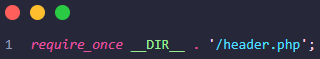 1 require_once __DIR__ . '/header.php';